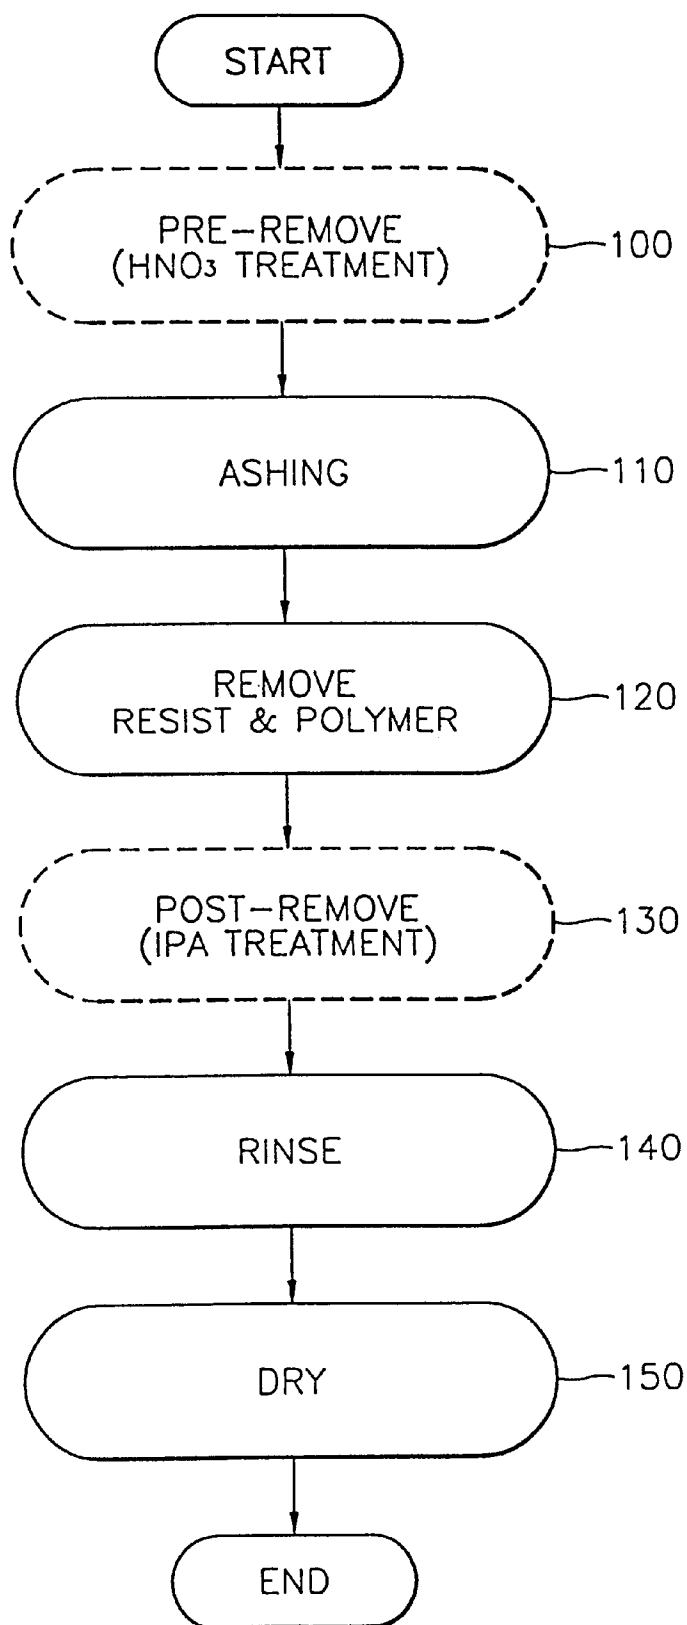 START
PRE-REMOVE
(HNO₃ TREATMENT)
100
ASHING
110
REMOVE
RESIST & POLYMER
120
POST-REMOVE
(IPA TREATMENT)
130
RINSE
140
DRY
150
END